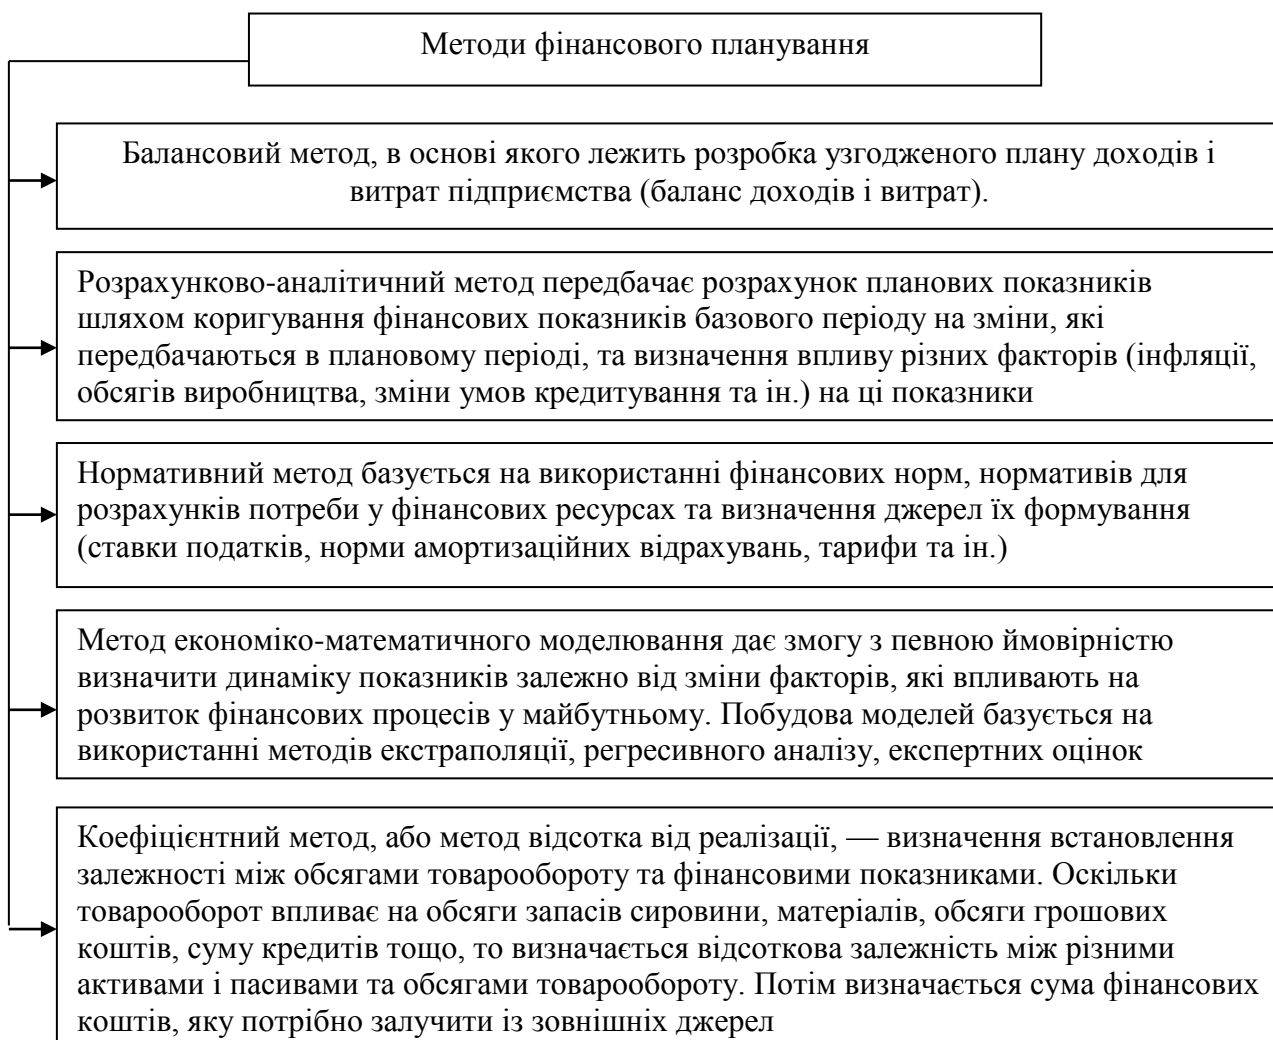 Методи фінансового планування
Балансовий метод, в основі якого лежить розробка узгодженого плану доходів і
витрат підприємства (баланс доходів і витрат).
Розрахунково-аналітичний метод передбачає розрахунок планових показників
шляхом коригування фінансових показників базового періоду на зміни, які
передбачаються в плановому періоді, та визначення впливу різних факторів (інфляції,
обсягів виробництва, зміни умов кредитування та ін.) на ці показники
Нормативний метод базується на використанні фінансових норм, нормативів для
розрахунків потреби у фінансових ресурсах та визначення джерел їх формування
(ставки податків, норми амортизаційних відрахувань, тарифи та ін.)
Метод економіко-математичного моделювання дає змогу з певною ймовірністю
визначити динаміку показників залежно від зміни факторів, які впливають на
розвиток фінансових процесів у майбутньому. Побудова моделей базується на
використанні методів екстраполяції, регресивного аналізу, експертних оцінок
Коефіцієнтний метод, або метод відсотка від реалізації, — визначення встановлення
залежності між обсягами товарообороту та фінансовими показниками. Оскільки
товарооборот впливає на обсяги запасів сировини, матеріалів, обсяги грошових
коштів, суму кредитів тощо, то визначається відсоткова залежність між різними
активами і пасивами та обсягами товарообороту. Потім визначається сума фінансових
коштів, яку потрібно залучити із зовнішніх джерел